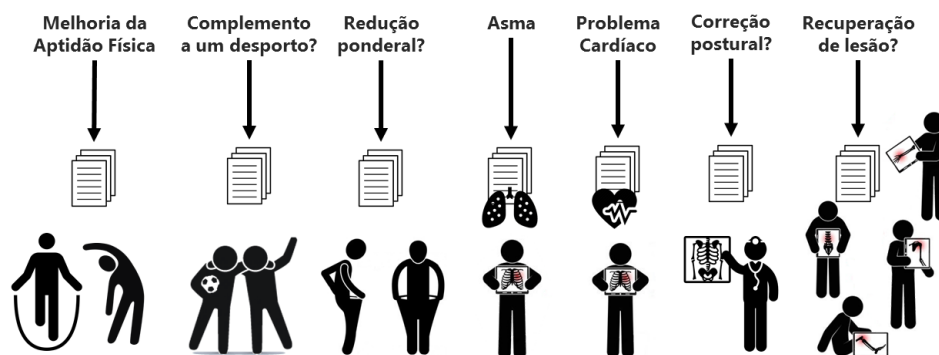 Melhoria da
Aptidão Física
Complemento
a um desporto?
Redução
ponderal?
Asma
Problema
Cardíaco
Correção
postural?
Recuperação
de lesão?